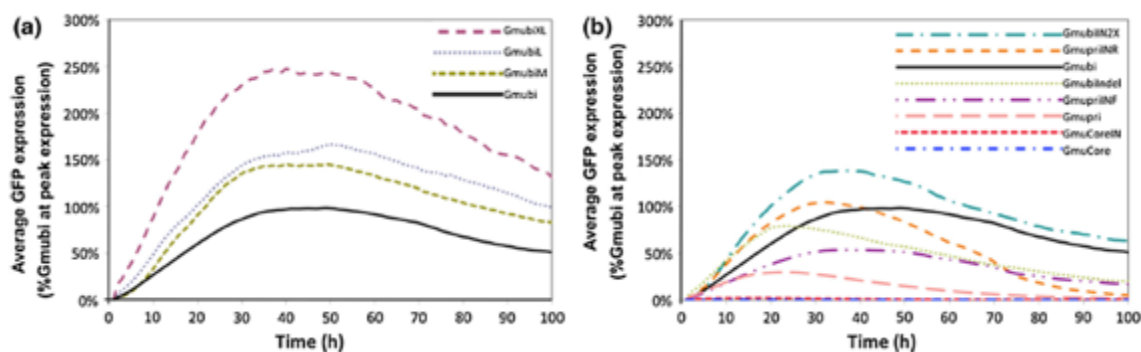 (a)
300%
250%
200%
150%
100%
50%
0%
Average GFP expression
(%Gmubi at peak expression)
GmubiXL
GmubiL
GmubiM
Gmubi
0 10 20 30 40 50 60 70 80 90 100
Time (h)
(b)
300%
250%
200%
150%
100%
50%
0%
Average GFP expression
(%Gmubi at peak expression)
GmubiIN2X
GmupriINR
Gmubi
GmubiIndel
GmupriINF
Gmupri
GmuCoreIN
GmuCore
0 10 20 30 40 50 60 70 80 90 100
Time (h)